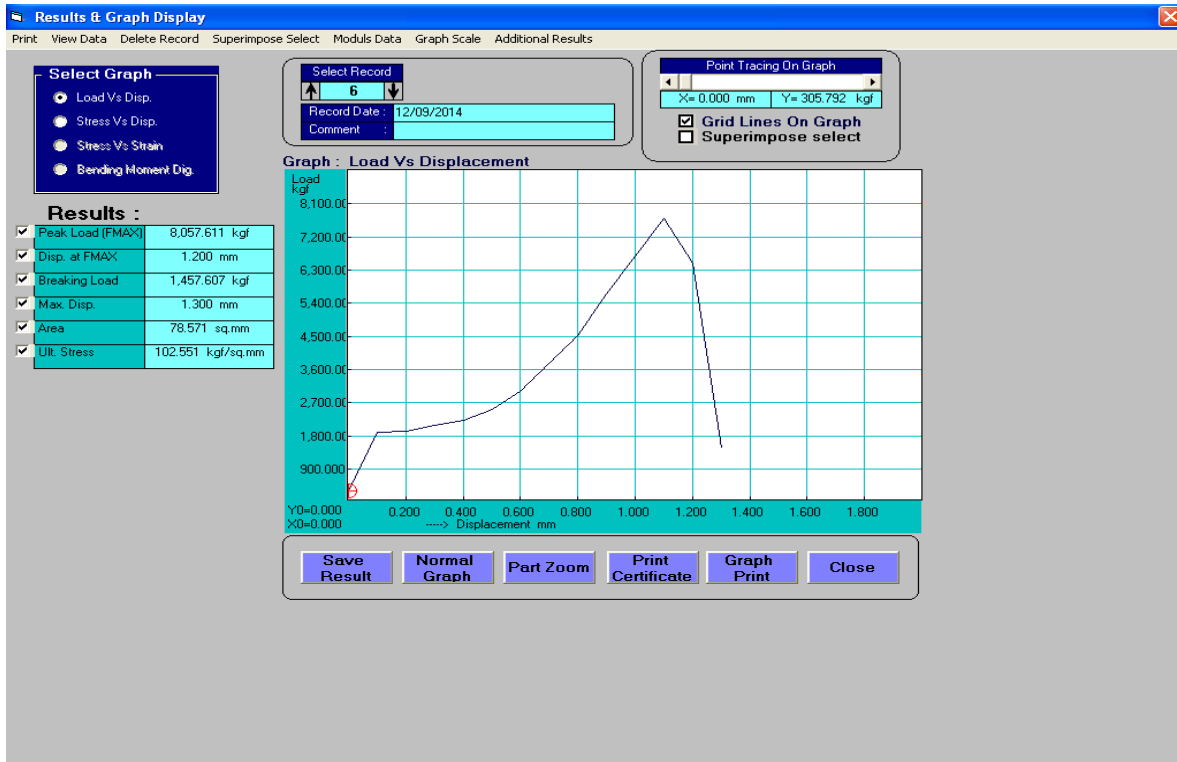 Results & Graph Display
Print View Data Delete Record Superimpose Select Moduls Data Graph Scale Additional Results
Select Graph
Load Vs Disp.
Stress Vs Disp.
Stress Vs Strain
Bending Moment Dig.
Select Record
6
Record Date : 12/09/2014
Comment :
Point Tracing On Graph
X= 0.000 mm Y= 305.792 kgf
Grid Lines On Graph
Superimpose select
Results :
Peak Load (FMAX) 8,057.611 kgf
Disp. at FMAX 1.200 mm
Breaking Load 1,457.607 kgf
Max. Disp. 1.300 mm
Area 78.571 sq.mm
Ult. Stress 102.551 kgf/sq.mm
Graph : Load Vs Displacement
Load
kgf
8,100.00
7,200.00
6,300.00
5,400.00
4,500.00
3,600.00
2,700.00
1,800.00
900.000
Y0=0.000 0.200 0.400 0.600 0.800 1.000 1.200 1.400 1.600 1.800
X0=0.000 ----> Displacement mm
Save Result
Normal Graph
Part Zoom
Print Certificate
Graph Print
Close